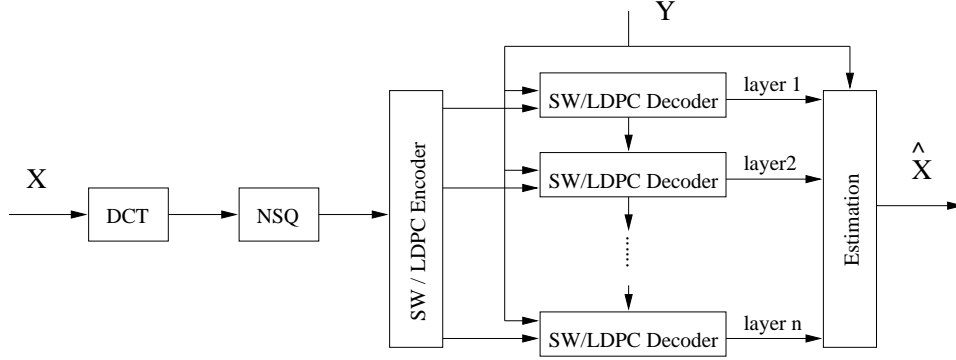 Y
X
DCT
NSQ
SW / LDPC Encoder
SW/LDPC Decoder
layer 1
SW/LDPC Decoder
layer2
......
SW/LDPC Decoder
layer n
Estimation
^
X